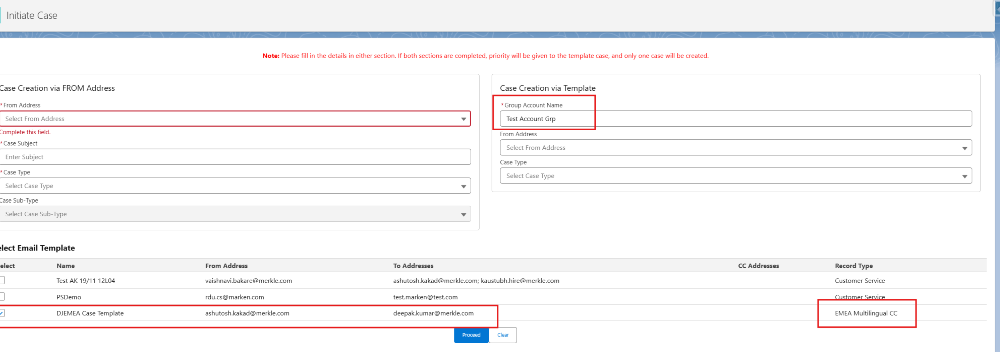 Initiate Case
Note: Please fill in the details in either section. If both sections are completed, priority will be given to the template case, and only one case will be created.
Case Creation via FROM Address
*From Address
Select From Address
Complete this field.
*Case Subject
Enter Subject
*Case Type
Select Case Type
Case Sub-Type
Select Case Sub-Type
Case Creation via Template
*Group Account Name
Test Account Grp
From Address
Select From Address
Case Type
Select Case Type
elect Email Template
elect Name From Address To Addresses CC Addresses Record Type
Test AK 19/11 12L04 vaishnavi.bakare@merkle.com ashutosh.kakad@merkle.com; kaustubh.hire@merkle.com Customer Service
PSDemo rdu.cs@marken.com test.marken@test.com Customer Service
DJEMEA Case Template ashutosh.kakad@merkle.com deepak.kumar@merkle.com EMEA Multilingual CC
Proceed Clear